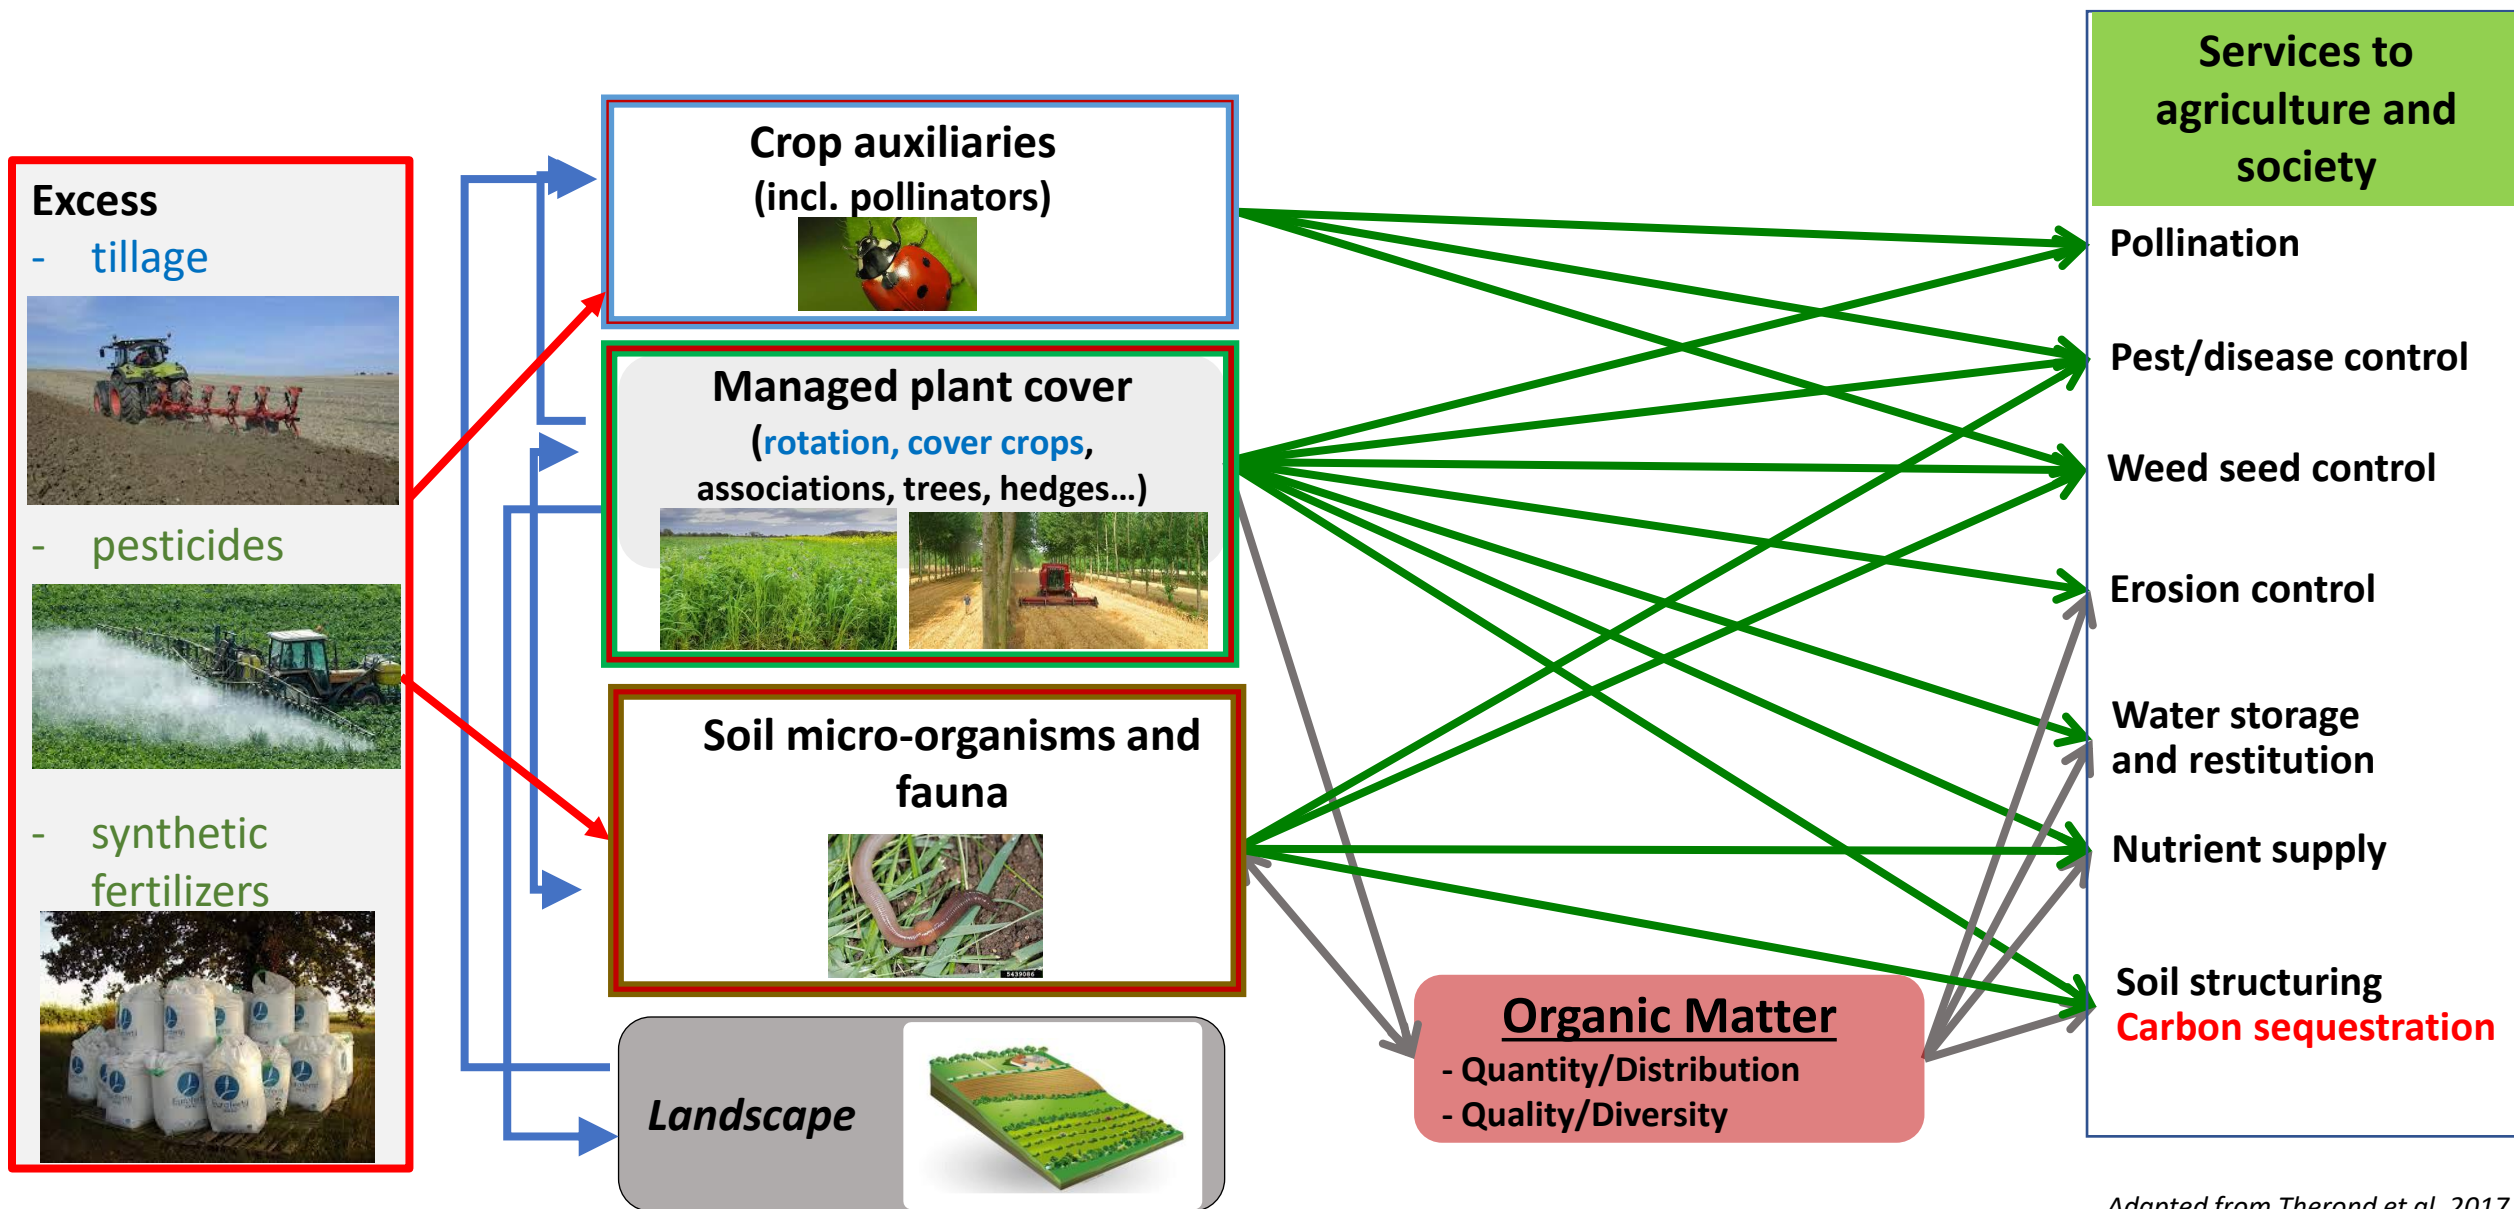 Excess
- tillage
- pesticides
- synthetic
fertilizers
Crop auxiliaries
(incl. pollinators)
Managed plant cover
(rotation, cover crops,
associations, trees, hedges...)
Soil micro-organisms and
fauna
5439086
Landscape
Organic Matter
- Quantity/Distribution
- Quality/Diversity
Services to
agriculture and
society
Pollination
Pest/disease control
Weed seed control
Erosion control
Water storage
and restitution
Nutrient supply
Soil structuring
Carbon sequestration
Adapted from Therond et al. 2017